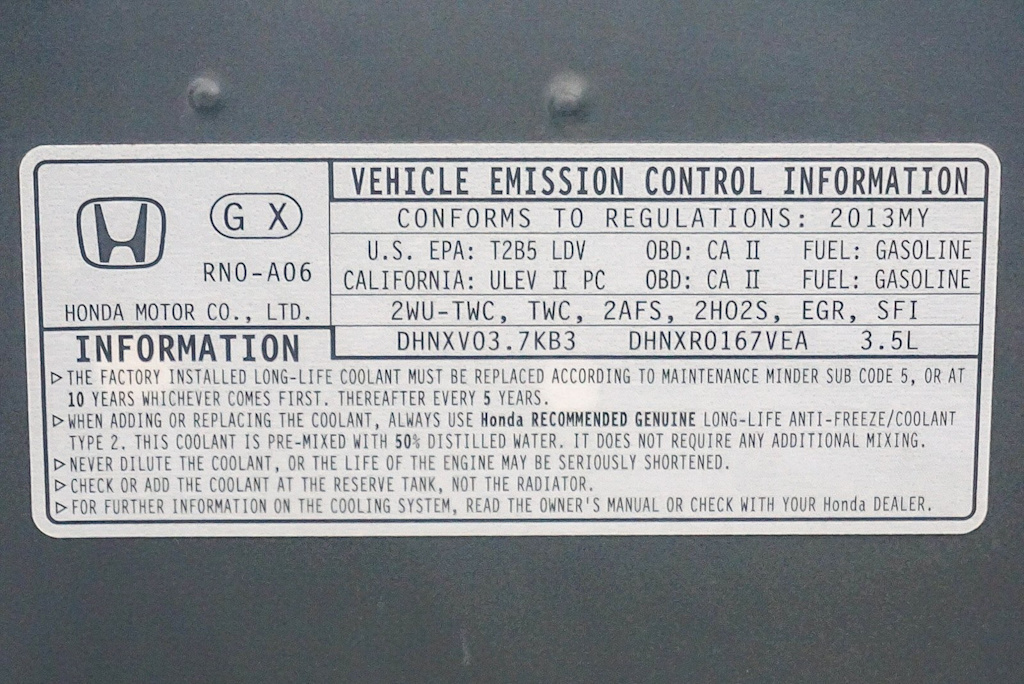 VEHICLE EMISSION CONTROL INFORMATION
G X
RN0-A06
HONDA MOTOR CO., LTD.
CONFORMS TO REGULATIONS: 2013MY
U.S. EPA: T2B5 LDV OBD: CA II FUEL: GASOLINE
CALIFORNIA: ULEV II PC OBD: CA II FUEL: GASOLINE
2WU-TWC, TWC, 2AFS, 2HO2S, EGR, SFI
DHNXV03.7KB3 DHNXR0167VEA 3.5L
INFORMATION
▷THE FACTORY INSTALLED LONG-LIFE COOLANT MUST BE REPLACED ACCORDING TO MAINTENANCE MINDER SUB CODE 5, OR AT
10 YEARS WHICHEVER COMES FIRST. THEREAFTER EVERY 5 YEARS.
▷WHEN ADDING OR REPLACING THE COOLANT, ALWAYS USE Honda RECOMMENDED GENUINE LONG-LIFE ANTI-FREEZE/COOLANT
TYPE 2. THIS COOLANT IS PRE-MIXED WITH 50% DISTILLED WATER. IT DOES NOT REQUIRE ANY ADDITIONAL MIXING.
▷NEVER DILUTE THE COOLANT, OR THE LIFE OF THE ENGINE MAY BE SERIOUSLY SHORTENED.
▷CHECK OR ADD THE COOLANT AT THE RESERVE TANK, NOT THE RADIATOR.
▷FOR FURTHER INFORMATION ON THE COOLING SYSTEM, READ THE OWNER'S MANUAL OR CHECK WITH YOUR Honda DEALER.